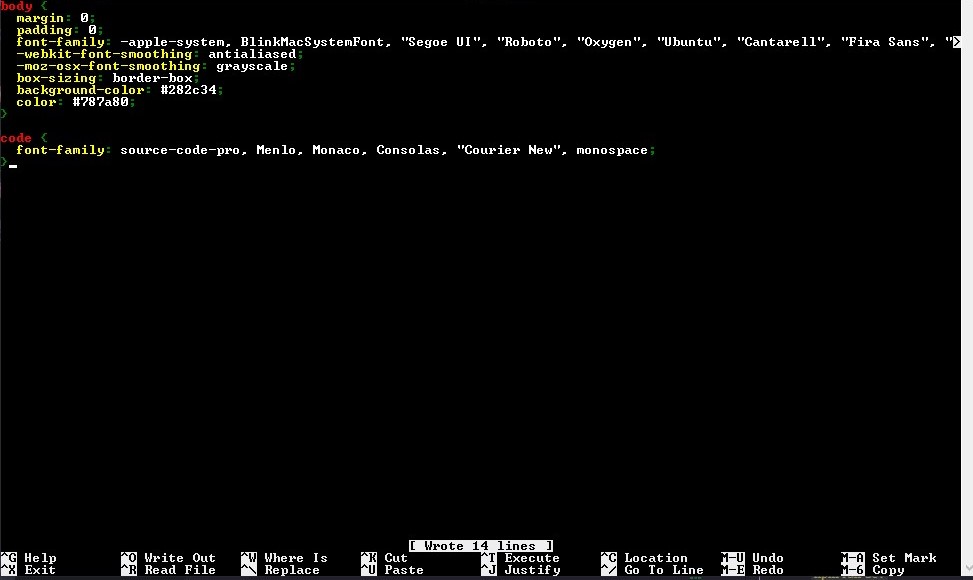 body {
  margin: 0;
  padding: 0;
  font-family: -apple-system, BlinkMacSystemFont, "Segoe UI", "Roboto", "Oxygen", "Ubuntu", "Cantarell", "Fira Sans", ">
  -webkit-font-smoothing: antialiased;
  -moz-osx-font-smoothing: grayscale;
  box-sizing: border-box;
  background-color: #282c34;
  color: #787a80;
}
code {
  font-family: source-code-pro, Menlo, Monaco, Consolas, "Courier New", monospace;
}
[ Wrote 14 lines ]
^G Help ^O Write Out ^W Where Is ^K Cut ^T Execute ^C Location M-U Undo M-A Set Mark
^X Exit ^R Read File ^\ Replace ^U Paste ^J Justify ^/ Go To Line M-E Redo M-6 Copy